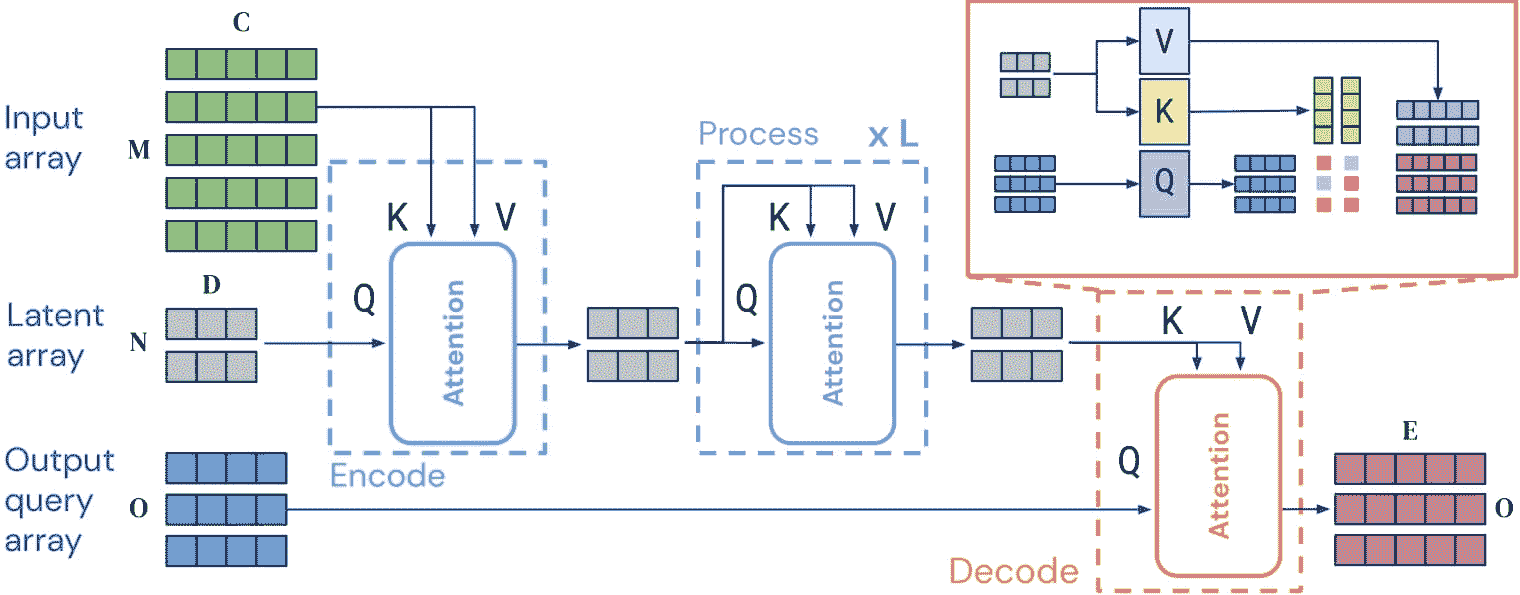 C
Input
array
M
D
Latent
array
N
Output
query
array
O
K
V
Q
Attention
Encode
Process
x L
K
V
Q
Attention
V
K
Q
K
V
Q
Attention
Decode
E
O